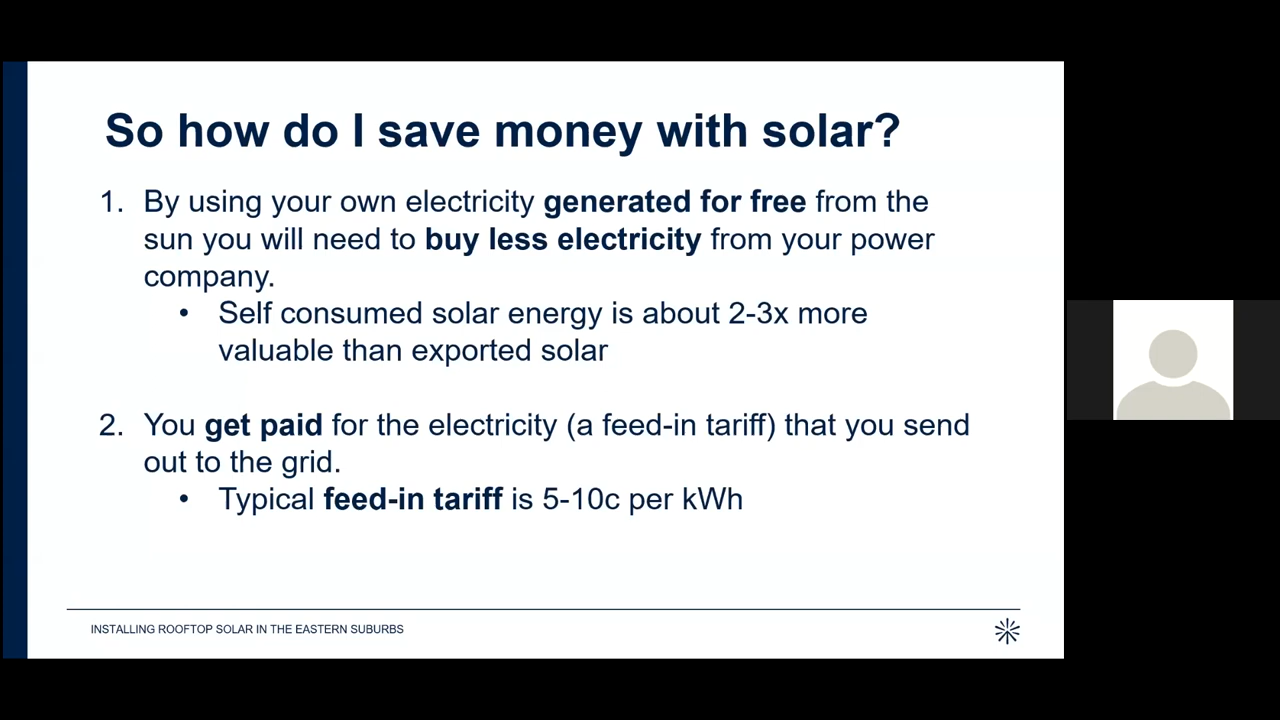 So how do I save money with solar?
1. By using your own electricity generated for free from the
sun you will need to buy less electricity from your power
company.
• Self consumed solar energy is about 2-3x more
valuable than exported solar
2. You get paid for the electricity (a feed-in tariff) that you send
out to the grid.
• Typical feed-in tariff is 5-10c per kWh
INSTALLING ROOFTOP SOLAR IN THE EASTERN SUBURBS